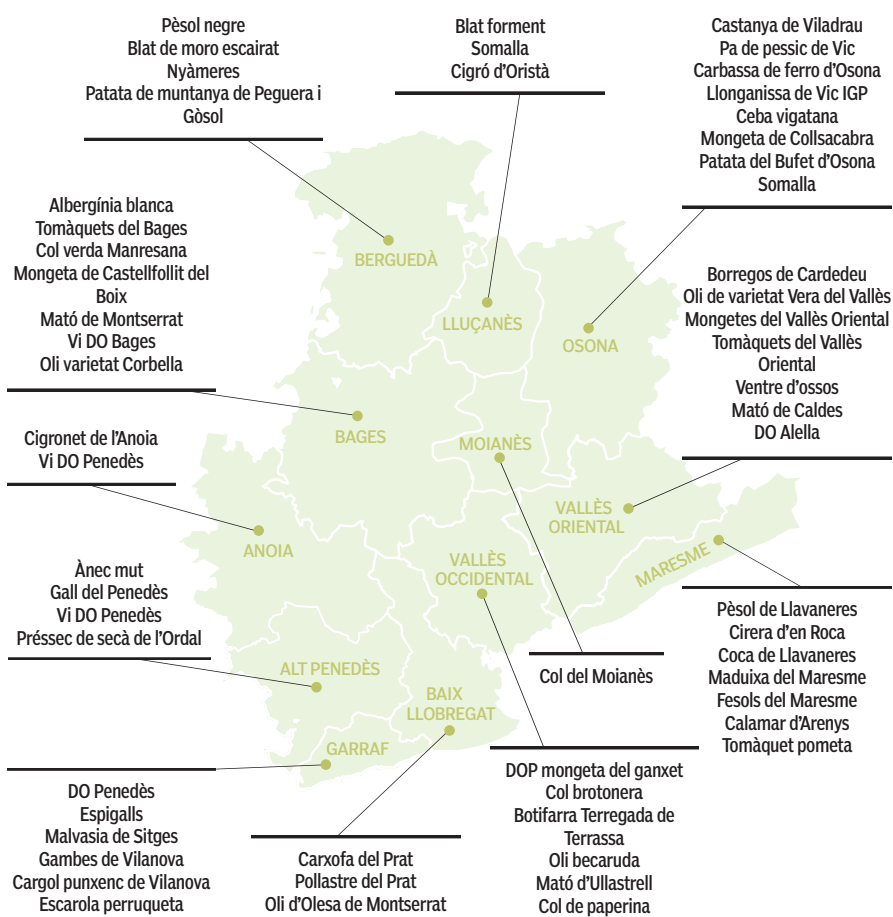 Pèsol negre
Blat de moro escairat
Nyàmeres
Patata de muntanya de Peguera i
Gòsol
Blat forment
Somalla
Cigró d'Oristà
Castanya de Viladrau
Pa de pessic de Vic
Carbassa de ferro d'Osona
Llonganissa de Vic IGP
Ceba vigatana
Mongeta de Collsacabra
Patata del Bufet d'Osona
Somalla
Albergínia blanca
Tomàquets del Bages
Col verda Manresana
Mongeta de Castellfollit del
Boix
Mató de Montserrat
Vi DO Bages
Oli varietat Corbella
Borregos de Cardedeu
Oli de varietat Vera del Vallès
Mongetes del Vallès Oriental
Tomàquets del Vallès
Oriental
Ventre d'ossos
Mató de Caldes
DO Alella
Cigronet de l'Anoia
Vi DO Penedès
Ànec mut
Gall del Penedès
Vi DO Penedès
Préssec de secà de l'Ordal
BERGUEDÀ
LLUÇANÈS
OSONA
BAGES
MOIANÈS
VALLÈS
ORIENTAL
ANOIA
VALLÈS
OCCIDENTAL
MARESME
ALT PENEDÈS
BAIX
LLOBREGAT
GARRAF
Col del Moianès
Pèsol de Llavaneres
Cirera d'en Roca
Coca de Llavaneres
Maduixa del Maresme
Fesols del Maresme
Calamar d'Arenys
Tomàquet pometa
DO Penedès
Espigalls
Malvasia de Sitges
Gambes de Vilanova
Cargol punxenc de Vilanova
Escarola perruqueta
Carxofa del Prat
Pollastre del Prat
Oli d'Olesa de Montserrat
DOP mongeta del ganxet
Col brotonera
Botifarra Terregada de
Terrassa
Oli becaruda
Mató d'Ullastrell
Col de paperina